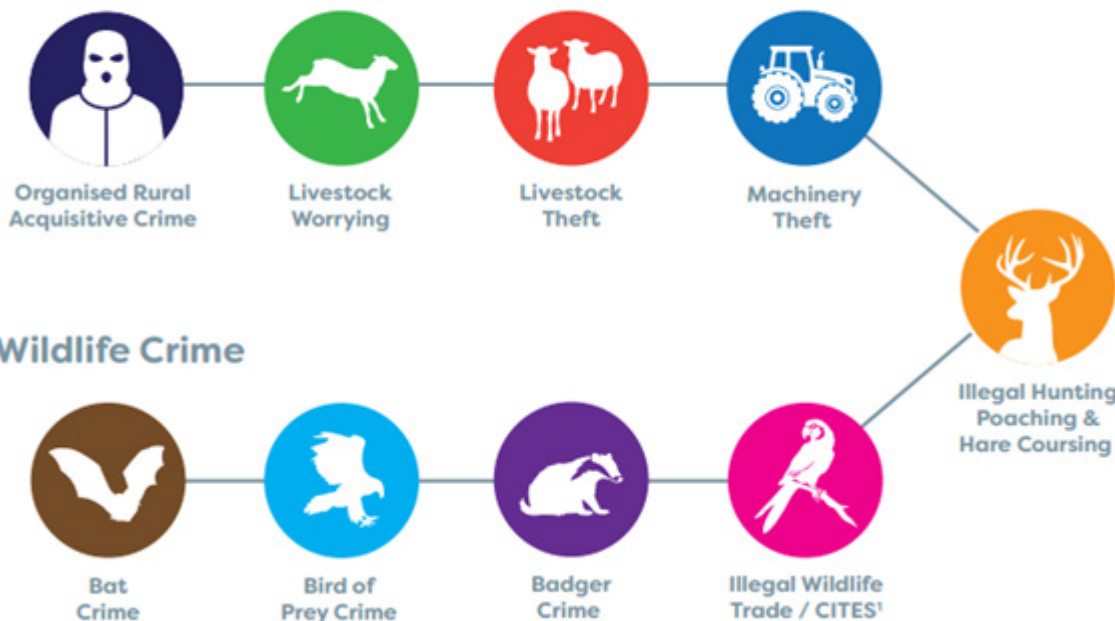 Organised Rural
Acquisitive Crime
Livestock
Worrying
Livestock
Theft
Machinery
Theft
Illegal Hunting
Poaching &
Hare Coursing
Wildlife Crime
Bat
Crime
Bird of
Prey Crime
Badger
Crime
Illegal Wildlife
Trade / CITES¹